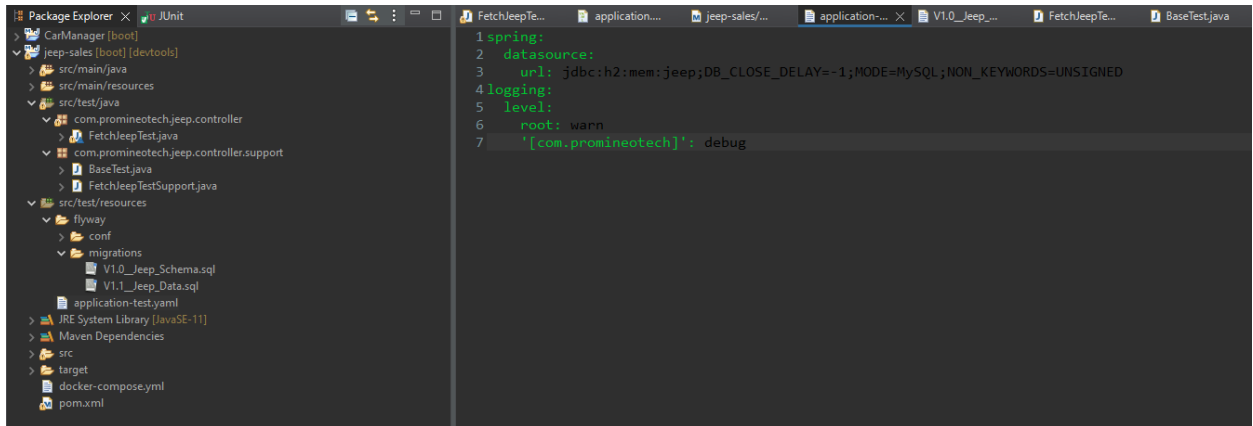 Package Explorer
JUnit
CarManager [boot]
jeep-sales [boot] [devtools]
src/main/java
src/main/resources
src/test/java
com.promineotech.jeep.controller
FetchJeepTest.java
com.promineotech.jeep.controller.support
BaseTest.java
FetchJeepTestSupport.java
src/test/resources
flyway
conf
migrations
V1.0__Jeep_Schema.sql
V1.1__Jeep_Data.sql
application-test.yaml
JRE System Library [JavaSE-11]
Maven Dependencies
src
target
docker-compose.yml
pom.xml
FetchJeepTe...
application....
jeep-sales/...
application-...
V1.0__Jeep_...
FetchJeepTe...
BaseTest.java
1 spring:
2   datasource:
3     url: jdbc:h2:mem:jeep;DB_CLOSE_DELAY=-1;MODE=MySQL;NON_KEYWORDS=UNSIGNED
4 logging:
5   level:
6     root: warn
7     '[com.promineotech]': debug